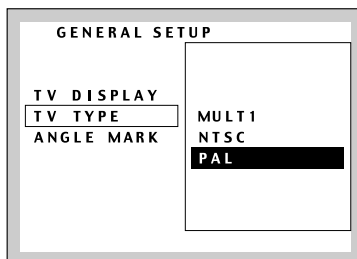 GENERAL SETUP
TV DISPLAY
TV TYPE
ANGLE MARK
MULT1
NTSC
PAL